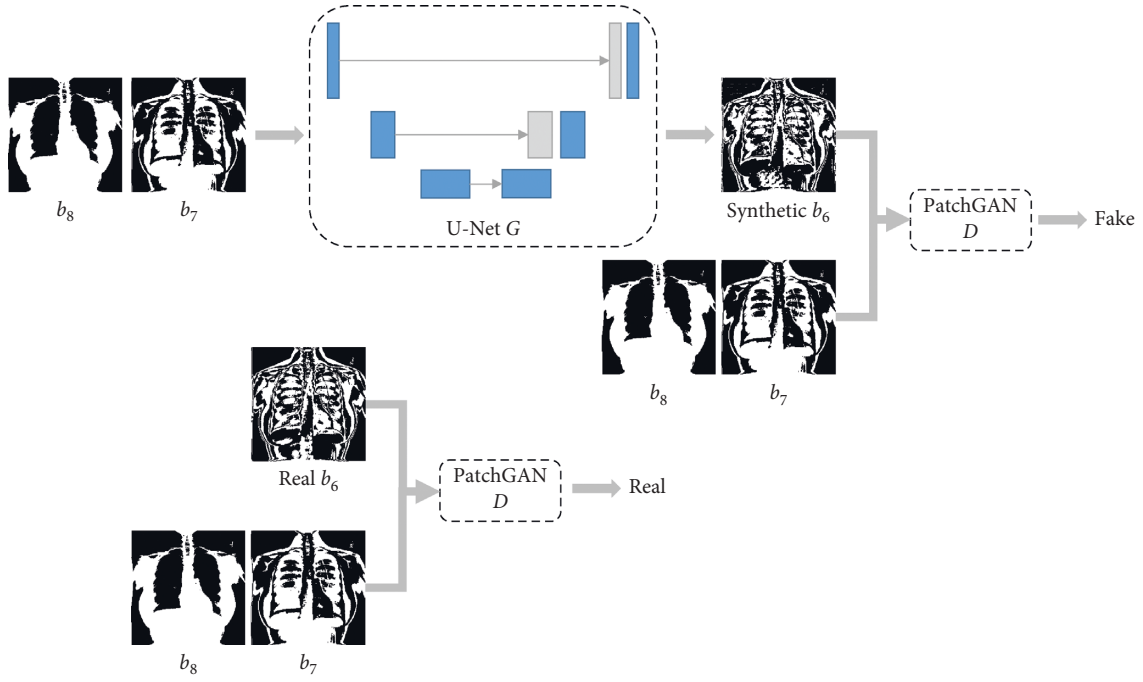 b8
b7
U-Net G
Synthetic b6
PatchGAN
D
Fake
b8
b7
Real b6
PatchGAN
D
Real
b8
b7